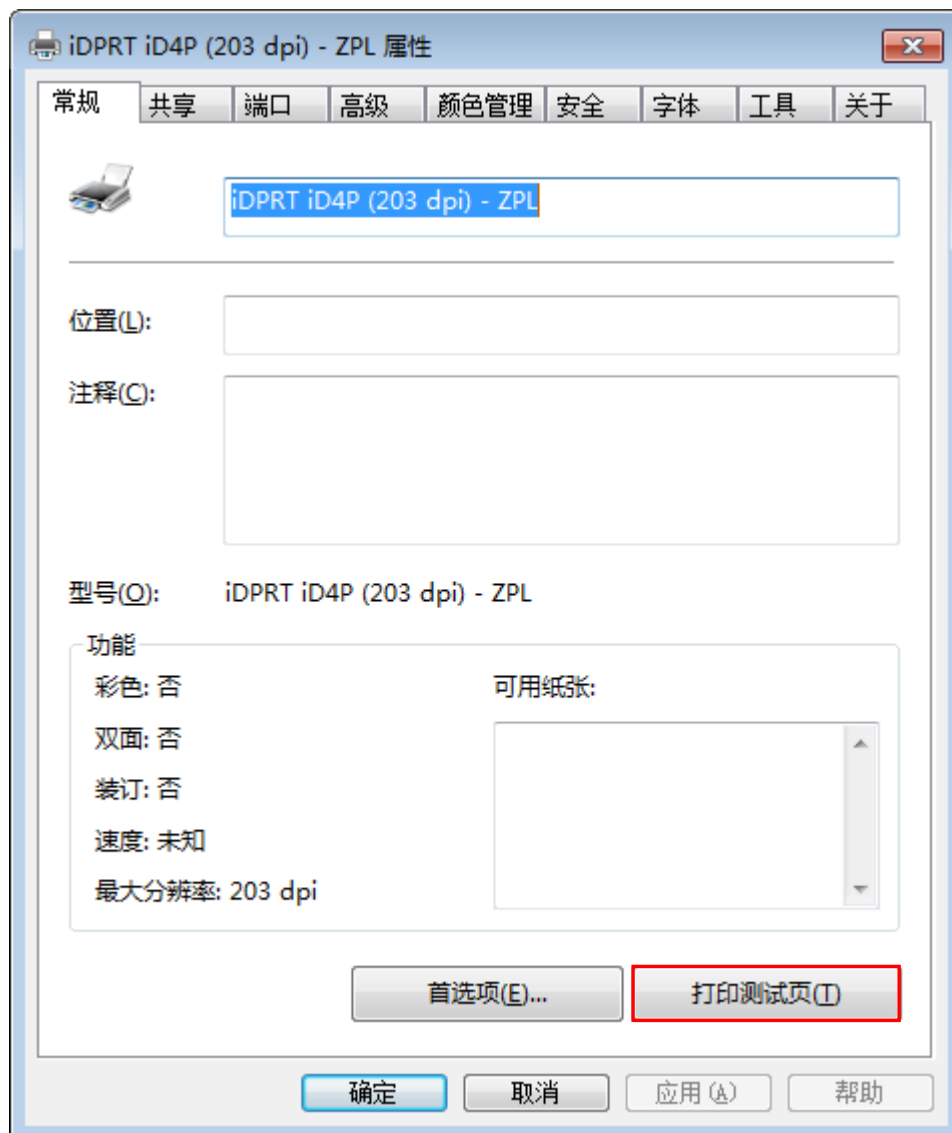 iDPRT iD4P (203 dpi) - ZPL 属性
常规 共享 端口 高级 颜色管理 安全 字体 工具 关于
iDPRT iD4P (203 dpi) - ZPL
位置(L):
注释(C):
型号(O): iDPRT iD4P (203 dpi) - ZPL
功能
彩色: 否 可用纸张:
双面: 否
装订: 否
速度: 未知
最大分辨率: 203 dpi
首选项(E)... 打印测试页(T)
确定 取消 应用(A) 帮助